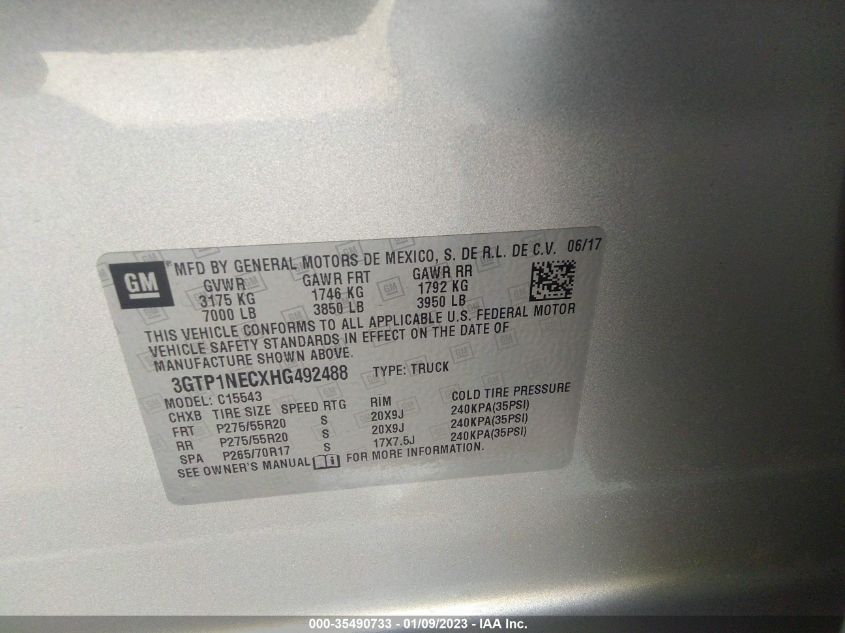 GM
MFD BY GENERAL MOTORS DE MEXICO, S. DE R.L. DE C.V. 06/17
GVWR GAWR FRT GAWR RR
3175 KG 1746 KG 1792 KG
7000 LB 3850 LB 3950 LB
THIS VEHICLE CONFORMS TO ALL APPLICABLE U.S. FEDERAL MOTOR
VEHICLE SAFETY STANDARDS IN EFFECT ON THE DATE OF
MANUFACTURE SHOWN ABOVE.
3GTP1NECXHG492488 TYPE: TRUCK
MODEL: C15543
CHXB TIRE SIZE SPEED RTG RIM COLD TIRE PRESSURE
FRT P275/55R20 S 20X9J 240KPA(35PSI)
RR P275/55R20 S 20X9J 240KPA(35PSI)
SPA P265/70R17 S 17X7.5J 240KPA(35PSI)
SEE OWNER'S MANUAL FOR MORE INFORMATION.
000-35490733 - 01/09/2023 - IAA Inc.